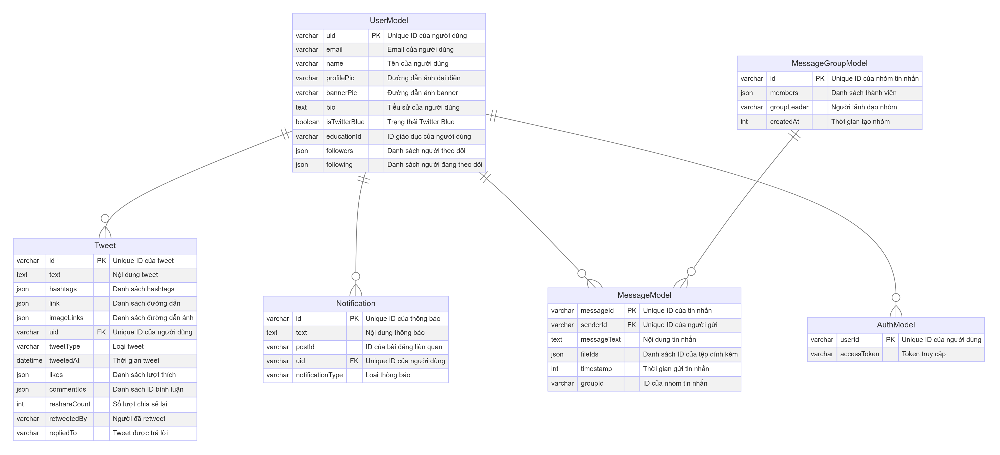 UserModel
varchar uid PK Unique ID của người dùng
varchar email Email của người dùng
varchar name Tên của người dùng
varchar profilePic Đường dẫn ảnh đại diện
varchar bannerPic Đường dẫn ảnh banner
text bio Tiểu sử của người dùng
boolean isTwitterBlue Trạng thái Twitter Blue
varchar educationId ID giáo dục của người dùng
json followers Danh sách người theo dõi
json following Danh sách người đang theo dõi
MessageGroupModel
varchar id PK Unique ID của nhóm tin nhắn
json members Danh sách thành viên
varchar groupLeader Người lãnh đạo nhóm
int createdAt Thời gian tạo nhóm
Tweet
varchar id PK Unique ID của tweet
text text Nội dung tweet
json hashtags Danh sách hashtags
json link Danh sách đường dẫn
json imageLinks Danh sách đường dẫn ảnh
varchar uid FK Unique ID của người dùng
varchar tweetType Loại tweet
datetime tweetedAt Thời gian tweet
json likes Danh sách lượt thích
json commentIds Danh sách ID bình luận
int reshareCount Số lượt chia sẻ lại
varchar retweetedBy Người đã retweet
varchar repliedTo Tweet được trả lời
Notification
varchar id PK Unique ID của thông báo
text text Nội dung thông báo
varchar postId ID của bài đăng liên quan
varchar uid FK Unique ID của người dùng
varchar notificationType Loại thông báo
MessageModel
varchar messageId PK Unique ID của tin nhắn
varchar senderId FK Unique ID của người gửi
text messageText Nội dung tin nhắn
json fileIds Danh sách ID của tệp đính kèm
int timestamp Thời gian gửi tin nhắn
varchar groupId ID của nhóm tin nhắn
AuthModel
varchar userId PK Unique ID của người dùng
varchar accessToken Token truy cập